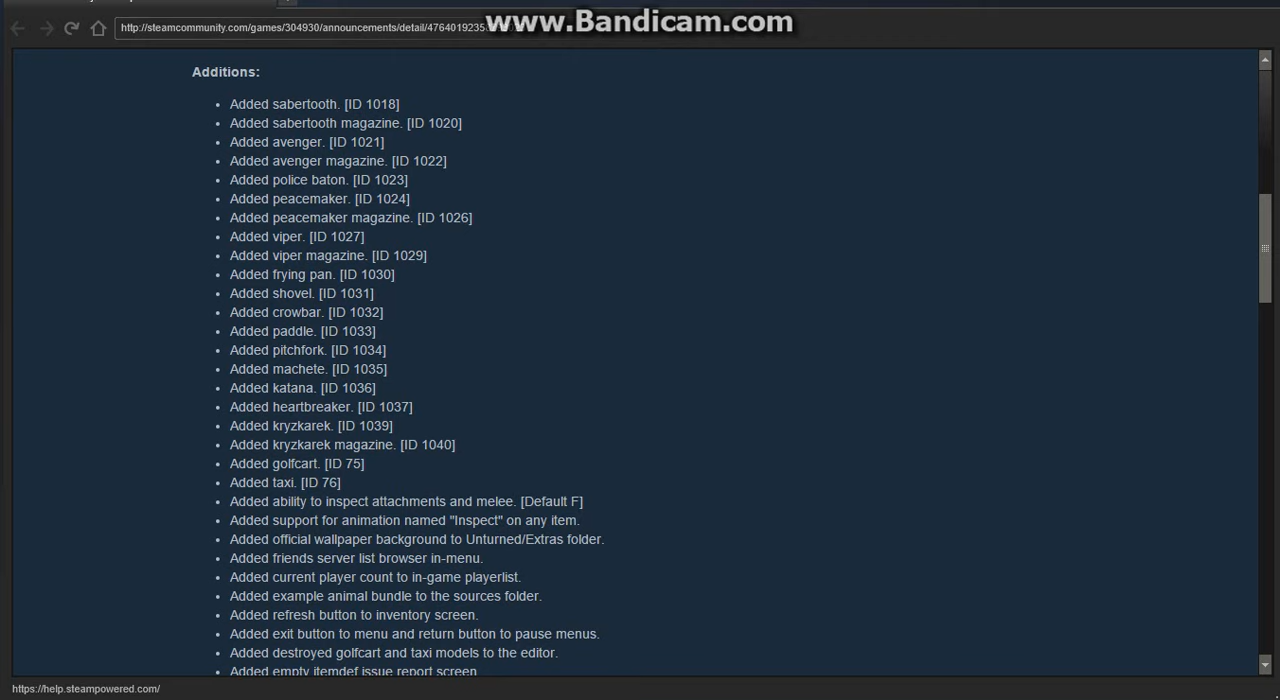 www.Bandicam.com
http://steamcommunity.com/games/304930/announcements/detail/4764019235
Additions:
• Added sabertooth. [ID 1018]
• Added sabertooth magazine. [ID 1020]
• Added avenger. [ID 1021]
• Added avenger magazine. [ID 1022]
• Added police baton. [ID 1023]
• Added peacemaker. [ID 1024]
• Added peacemaker magazine. [ID 1026]
• Added viper. [ID 1027]
• Added viper magazine. [ID 1029]
• Added frying pan. [ID 1030]
• Added shovel. [ID 1031]
• Added crowbar. [ID 1032]
• Added paddle. [ID 1033]
• Added pitchfork. [ID 1034]
• Added machete. [ID 1035]
• Added katana. [ID 1036]
• Added heartbreaker. [ID 1037]
• Added kryzkarek. [ID 1039]
• Added kryzkarek magazine. [ID 1040]
• Added golfcart. [ID 75]
• Added taxi. [ID 76]
• Added ability to inspect attachments and melee. [Default F]
• Added support for animation named "Inspect" on any item.
• Added official wallpaper background to Unturned/Extras folder.
• Added friends server list browser in-menu.
• Added current player count to in-game playerlist.
• Added example animal bundle to the sources folder.
• Added refresh button to inventory screen.
• Added exit button to menu and return button to pause menus.
• Added destroyed golfcart and taxi models to the editor.
• Added empty itemdef issue report screen
https://help.steampowered.com/